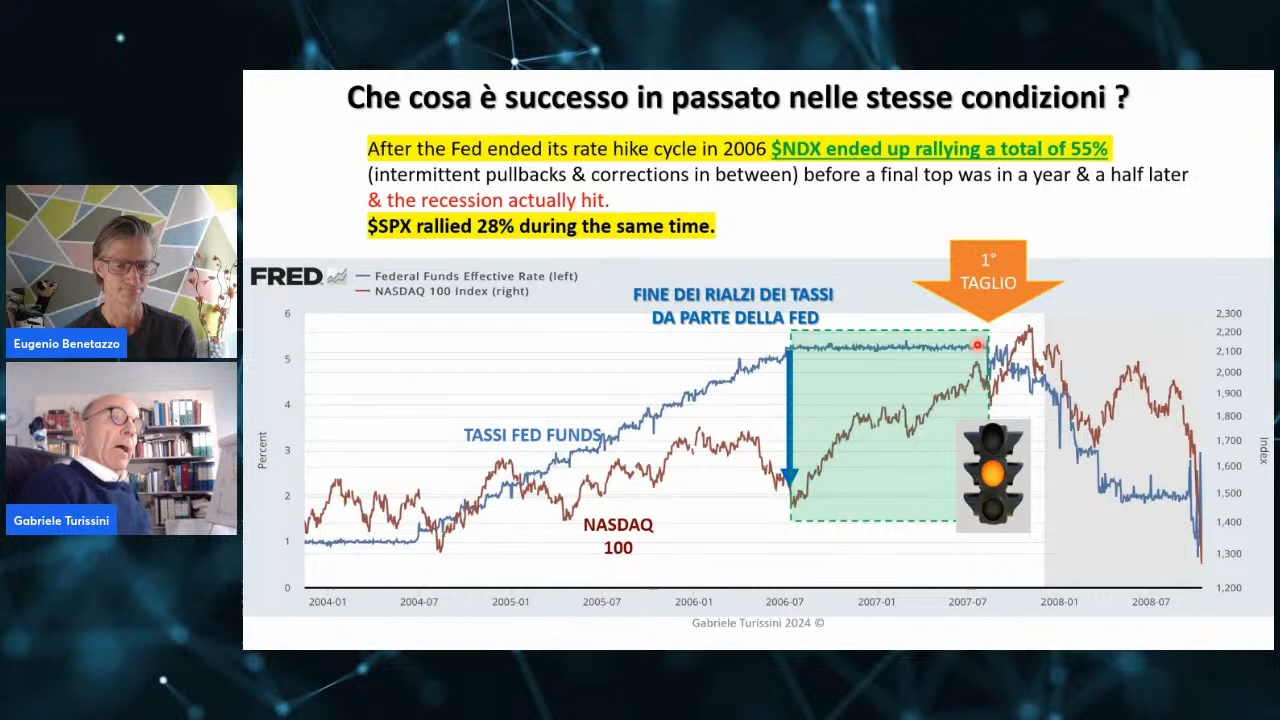 Che cosa è successo in passato nelle stesse condizioni ?
After the Fed ended its rate hike cycle in 2006 $NDX ended up rallying a total of 55%
(intermittent pullbacks & corrections in between) before a final top was in a year & a half later
& the recession actually hit.
$SPX rallied 28% during the same time.
1°
TAGLIO
FRED
Federal Funds Effective Rate (left)
NASDAQ 100 Index (right)
FINE DEI RIALZI DEI TASSI
DA PARTE DELLA FED
TASSI FED FUNDS
NASDAQ
100
Percent
6
5
4
3
2
1
0
Index
2,300
2,200
2,100
2,000
1,900
1,800
1,700
1,600
1,500
1,400
1,300
1,200
2004-01
2004-07
2005-01
2005-07
2006-01
2006-07
2007-01
2007-07
2008-01
2008-07
Gabriele Turissini 2024 ©
Eugenio Benetazzo
Gabriele Turissini